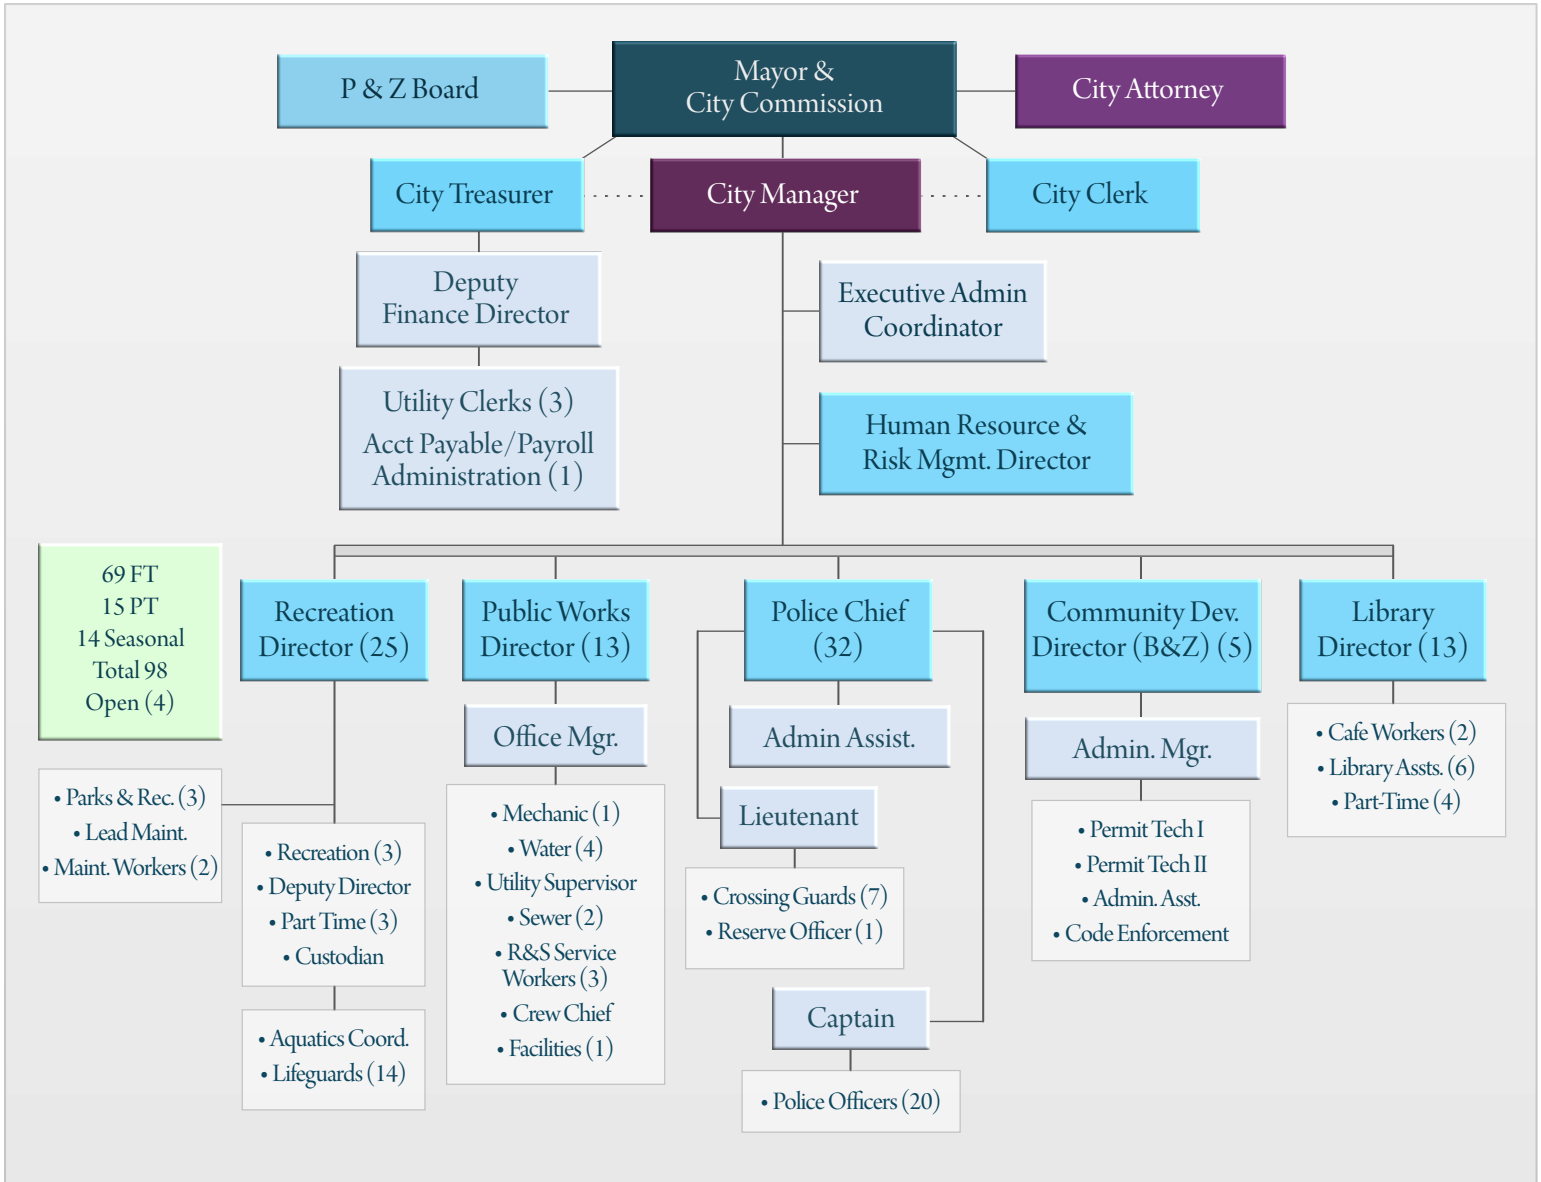 P & Z Board
Mayor &
City Commission
City Attorney
City Treasurer
City Manager
City Clerk
Deputy
Finance Director
Executive Admin
Coordinator
Utility Clerks (3)
Acct Payable/Payroll
Administration (1)
Human Resource &
Risk Mgmt. Director
69 FT
15 PT
14 Seasonal
Total 98
Open (4)
Recreation
Director (25)
Public Works
Director (13)
Police Chief
(32)
Community Dev.
Director (B&Z) (5)
Library
Director (13)
• Parks & Rec. (3)
• Lead Maint.
• Maint. Workers (2)
• Recreation (3)
• Deputy Director
• Part Time (3)
• Custodian
• Aquatics Coord.
• Lifeguards (14)
Office Mgr.
• Mechanic (1)
• Water (4)
• Utility Supervisor
• Sewer (2)
• R&S Service
Workers (3)
• Crew Chief
• Facilities (1)
Admin Assist.
Lieutenant
• Crossing Guards (7)
• Reserve Officer (1)
Captain
• Police Officers (20)
Admin. Mgr.
• Permit Tech I
• Permit Tech II
• Admin. Asst.
• Code Enforcement
• Cafe Workers (2)
• Library Assts. (6)
• Part-Time (4)